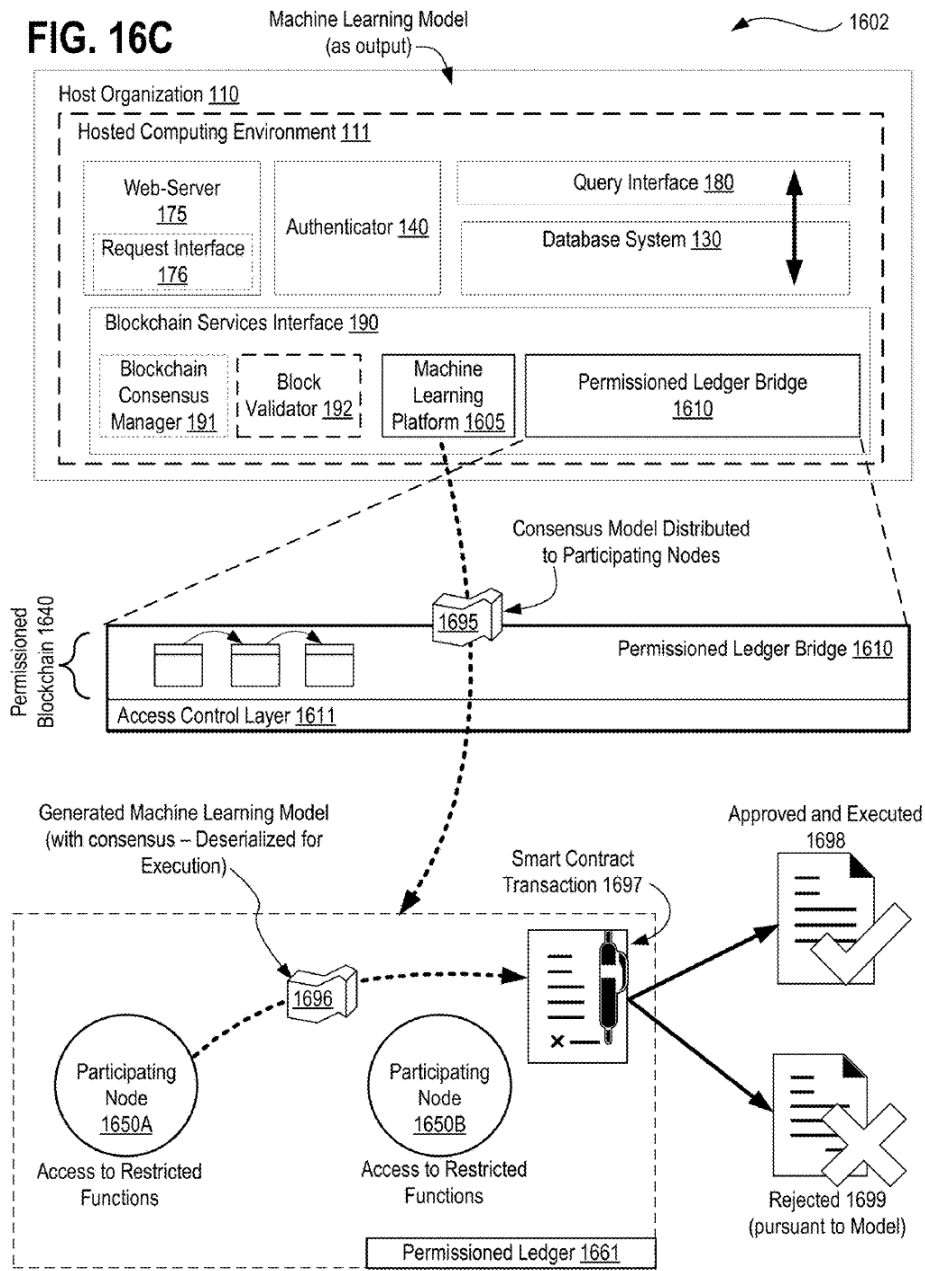 FIG. 16C
Machine Learning Model
(as output)
1602
Host Organization 110
Hosted Computing Environment 111
Web-Server
175
Request Interface
176
Authenticator 140
Query Interface 180
Database System 130
Blockchain Services Interface 190
Blockchain
Consensus
Manager 191
Block
Validator 192
Machine
Learning
Platform 1605
Permissioned Ledger Bridge
1610
Consensus Model Distributed
to Participating Nodes
1695
Permissioned
Blockchain 1640
Permissioned Ledger Bridge 1610
Access Control Layer 1611
Generated Machine Learning Model
(with consensus – Deserialized for
Execution)
Smart Contract
Transaction 1697
Approved and Executed
1698
1696
Participating
Node
1650A
Access to Restricted
Functions
Participating
Node
1650B
Access to Restricted
Functions
Rejected 1699
(pursuant to Model)
Permissioned Ledger 1661